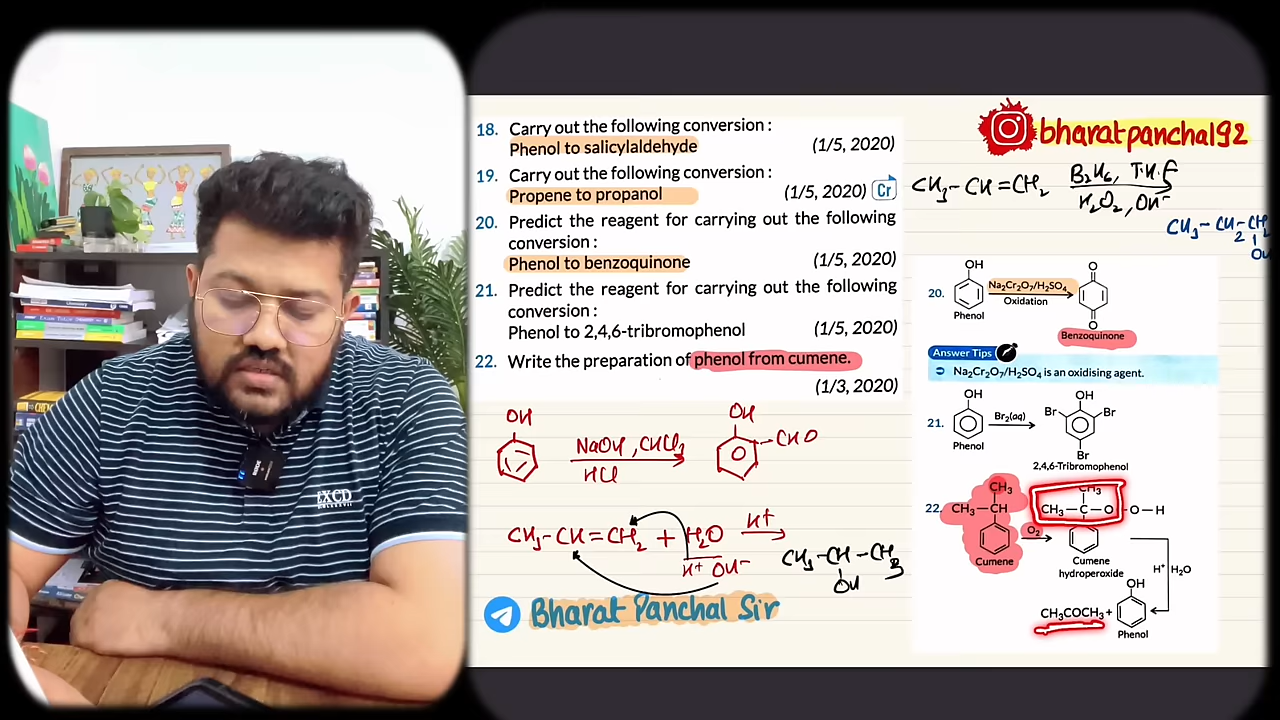 18. Carry out the following conversion :
Phenol to salicylaldehyde (1/5, 2020)
19. Carry out the following conversion :
Propene to propanol (1/5, 2020) Cr
20. Predict the reagent for carrying out the following
conversion :
Phenol to benzoquinone (1/5, 2020)
21. Predict the reagent for carrying out the following
conversion :
Phenol to 2,4,6-tribromophenol (1/5, 2020)
22. Write the preparation of phenol from cumene.
(1/3, 2020)
OH
NaOH, CHCl3
HCl
OH
-CHO
CH3-CH=CH2 + H2O H+
H+ OH-
CH3-CH-CH3
OH
Bharat Panchal Sir
bharatpanchal92
CH3-CH=CH2 B2H6, T.H.F
H2O2, OH-
CH3-CH2-CH2
OH
20.
OH
Phenol
Na2Cr2O7/H2SO4
Oxidation
O
O
Benzoquinone
Answer Tips
Na2Cr2O7/H2SO4 is an oxidising agent.
21.
OH
Phenol
Br2(aq)
OH
Br Br
Br
2,4,6-Tribromophenol
22.
CH3
CH3—CH
Cumene
O2
CH3
CH3—C—O—O—H
Cumene
hydroperoxide
H+ H2O
OH
CH3COCH3 +
Phenol
EXCD